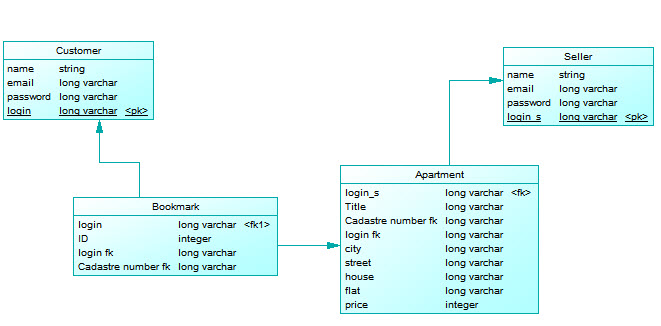 Customer
name string
email long varchar
password long varchar
login long varchar <pk>
Seller
name string
email long varchar
password long varchar
login_s long varchar <pk>
Bookmark
login long varchar <fk1>
ID integer
login fk long varchar
Cadastre number fk long varchar
Apartment
login_s long varchar <fk>
Title long varchar
Cadastre number fk long varchar
login fk long varchar
city long varchar
street long varchar
house long varchar
flat long varchar
price integer